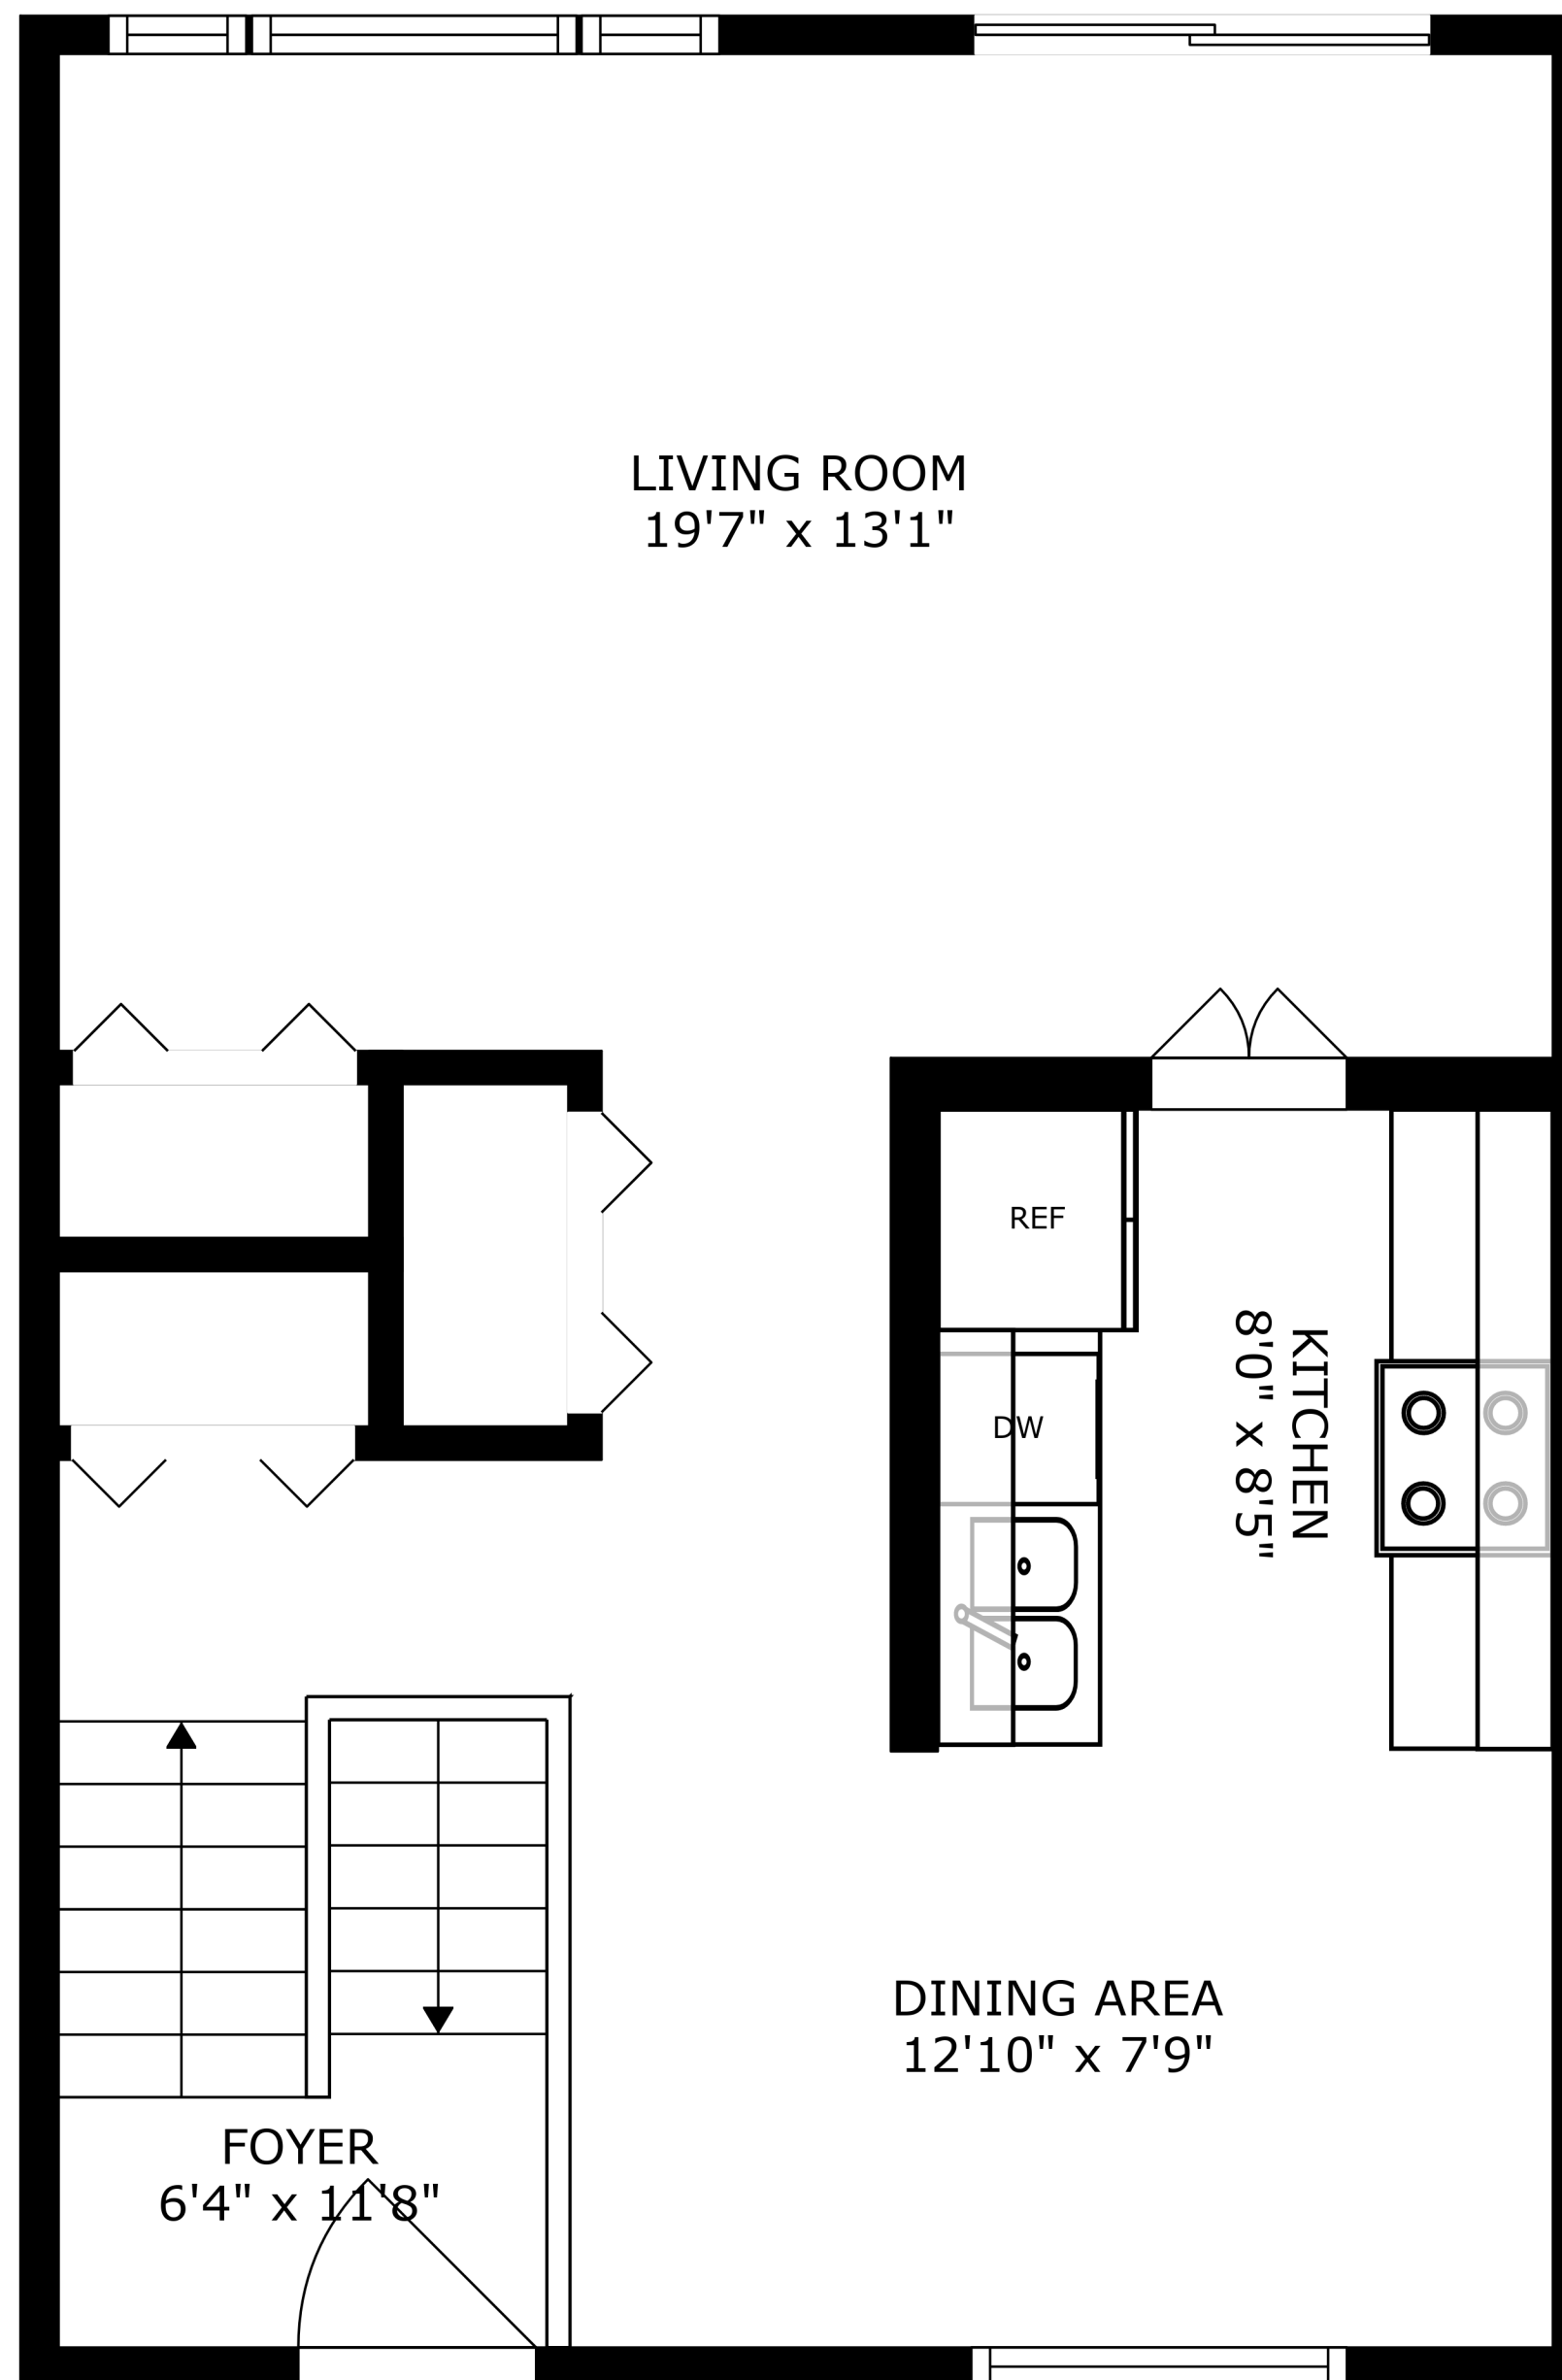 LIVING ROOM
19'7" x 13'1"
REF
DW
KITCHEN
8'0" x 8'5"
DINING AREA
12'10" x 7'9"
FOYER
6'4" x 11'8"